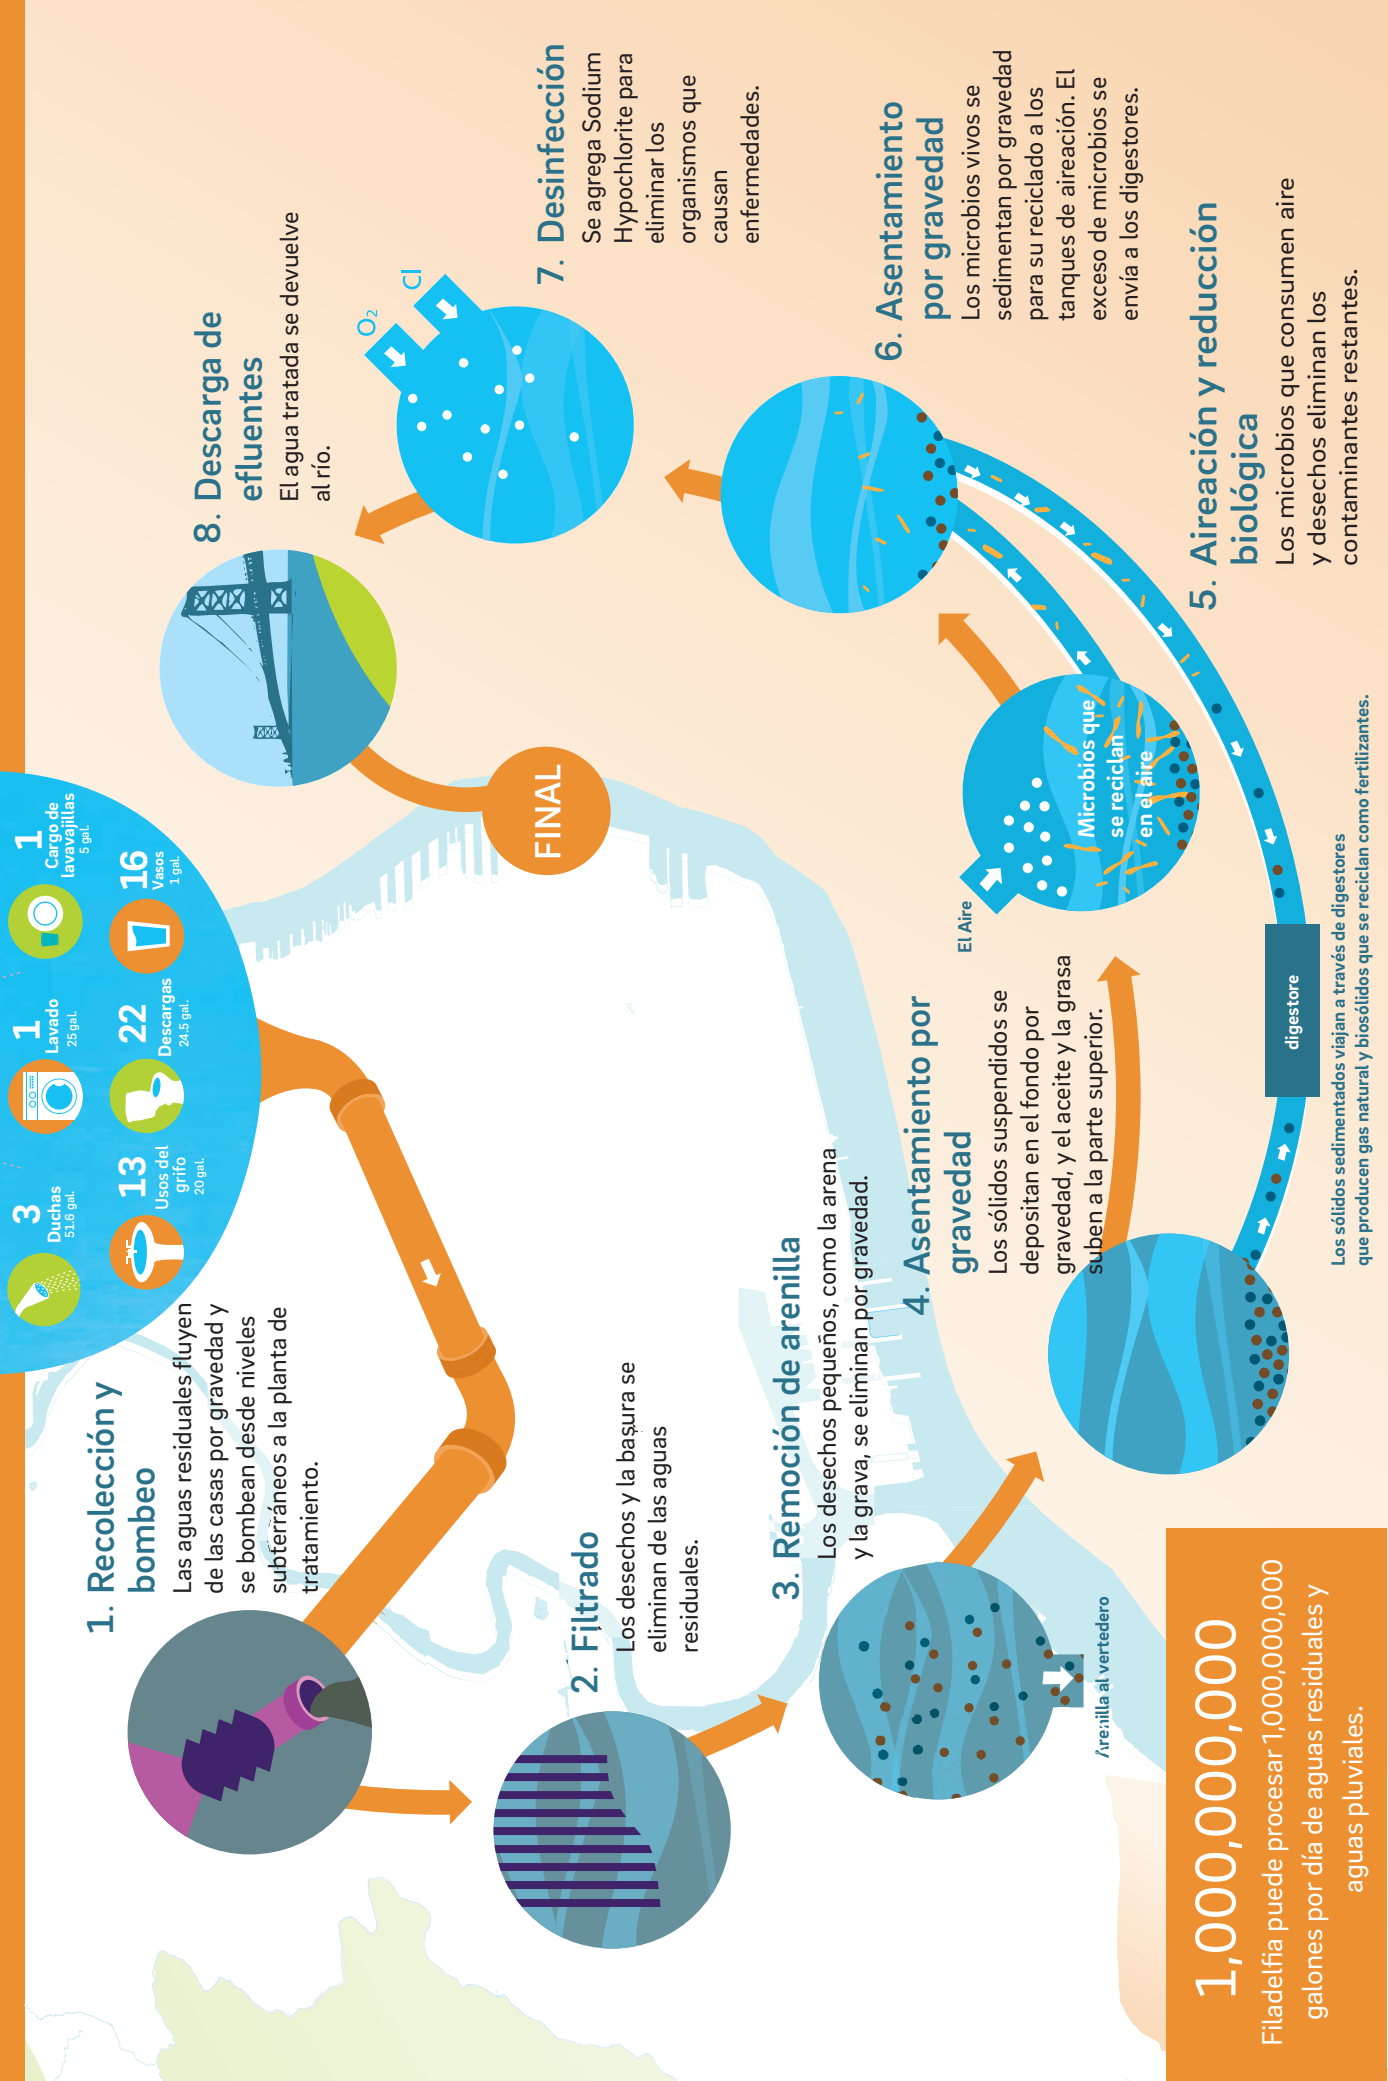 3
Duchas
51.6 gal.
1
Lavado
25 gal.
1
Cargo de
lavavajillas
5 gal.
13
Usos del
grifo
20 gal.
22
Descargas
24.5 gal.
16
Vasos
1 gal.
1. Recolección y
bombeo
Las aguas residuales fluyen
de las casas por gravedad y
se bombean desde niveles
subterráneos a la planta de
tratamiento.
2. Filtrado
Los desechos y la basura se
eliminan de las aguas
residuales.
3. Remoción de arenilla
Los desechos pequeños, como la arena
y la grava, se eliminan por gravedad.
Arenilla al vertedero
4. Asentamiento por
gravedad
Los sólidos suspendidos se
depositan en el fondo por
gravedad, y el aceite y la grasa
suben a la parte superior.
digestore
Los sólidos sedimentados viajan a través de digestores
que producen gas natural y biosólidos que se reciclan como fertilizantes.
El Aire
Microbios que
se reciclan
en el aire
5. Aireación y reducción
biológica
Los microbios que consumen aire
y desechos eliminan los
contaminantes restantes.
6. Asentamiento
por gravedad
Los microbios vivos se
sedimentan por gravedad
para su reciclado a los
tanques de aireación. El
exceso de microbios se
envía a los digestores.
7. Desinfección
Se agrega Sodium
Hypochlorite para
eliminar los
organismos que
causan
enfermedades.
O₂
Cl
8. Descarga de
efluentes
El agua tratada se devuelve
al río.
FINAL
1,000,000,000
Filadelfia puede procesar 1,000,000,000
galones por día de aguas residuales y
aguas pluviales.